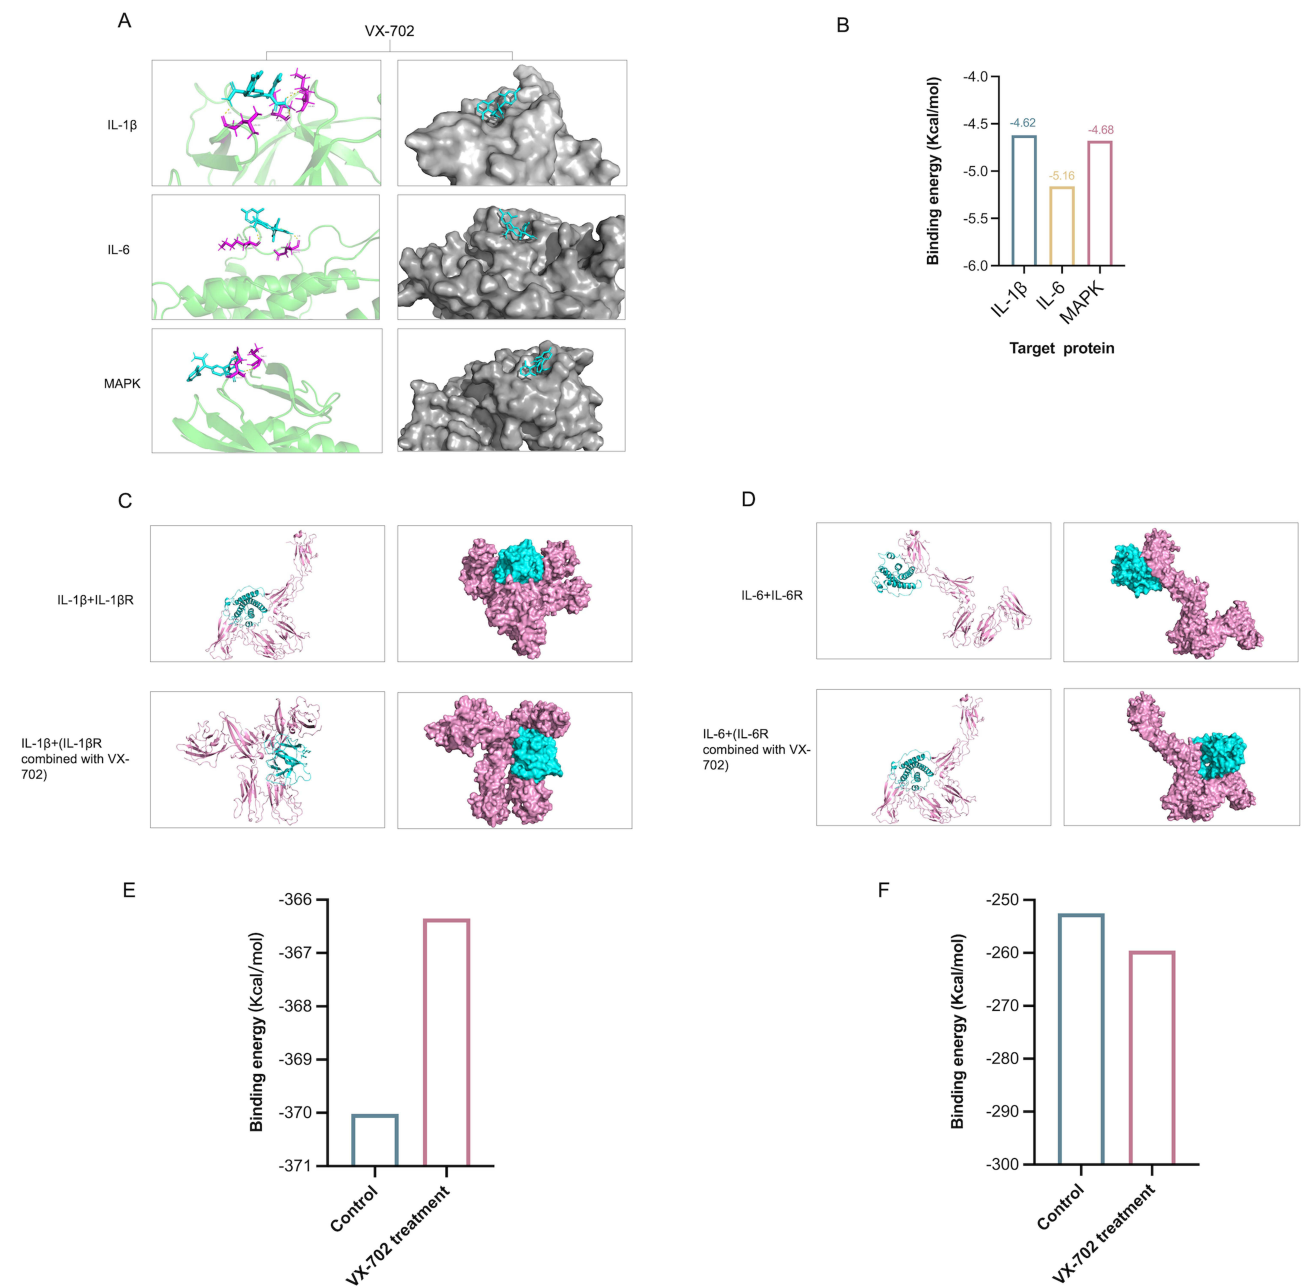 A
VX-702
IL-1β
IL-6
MAPK
B
Binding energy (Kcal/mol)
-4.0
-4.5
-5.0
-5.5
-6.0
-4.62
-5.16
-4.68
IL-1β
IL-6
MAPK
Target protein
C
IL-1β+IL-1βR
IL-1β+(IL-1βR
combined with VX-
702)
D
IL-6+IL-6R
IL-6+(IL-6R
combined with VX-
702)
E
Binding energy (Kcal/mol)
-366
-367
-368
-369
-370
-371
Control
VX-702 treatment
F
Binding energy (Kcal/mol)
-250
-260
-270
-280
-290
-300
Control
VX-702 treatment